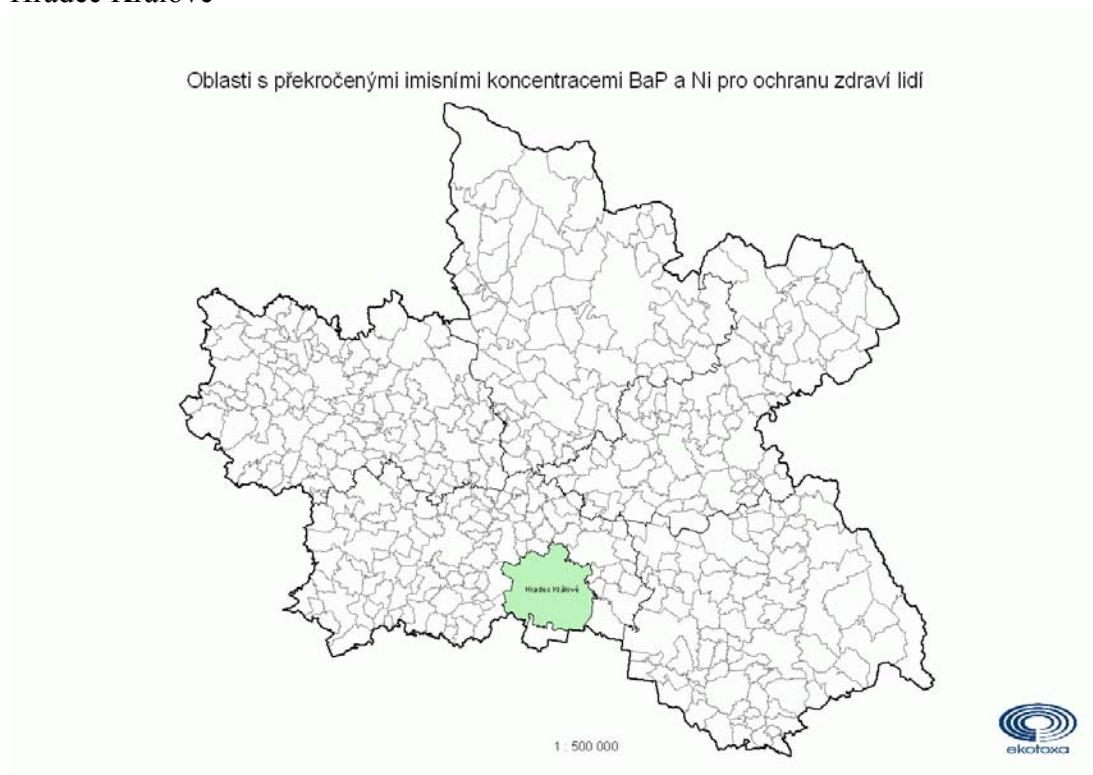 Hradec Králové
Oblasti s překročenými imisními koncentracemi BaP a Ni pro ochranu zdraví lidí
Hradec Králové
1 : 500 000
ekotoxa